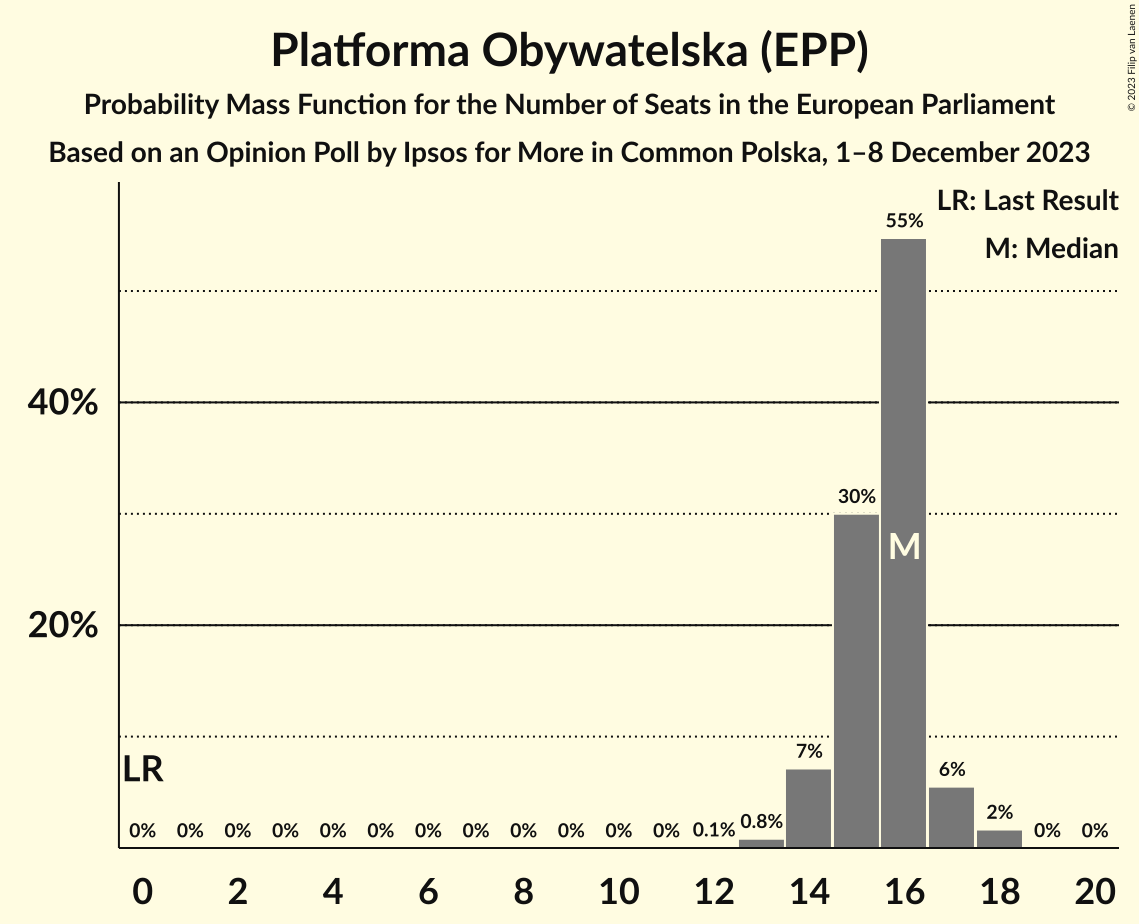 Platforma Obywatelska (EPP)
Probability Mass Function for the Number of Seats in the European Parliament
Based on an Opinion Poll by Ipsos for More in Common Polska, 1–8 December 2023
© 2023 Filip van Laenen
LR: Last Result
M: Median
55%
40%
30%
M
20%
LR
7%
6%
0% 0% 0% 0% 0% 0% 0% 0% 0% 0% 0% 0% 0.1% 0.8% 2% 0% 0%
0 2 4 6 8 10 12 14 16 18 20